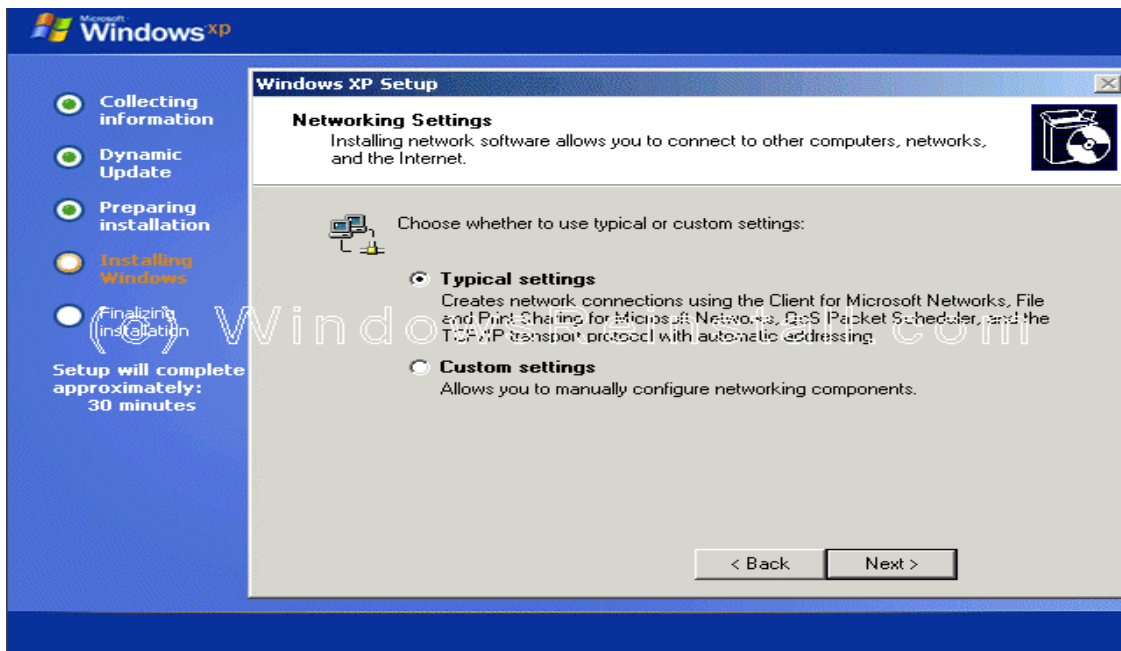 Microsoft
Windows xp
Windows XP Setup
Collecting
information
Dynamic
Update
Preparing
installation
Installing
Windows
Finalizing
installation
Setup will complete
approximately:
30 minutes
Networking Settings
Installing network software allows you to connect to other computers, networks,
and the Internet.
Choose whether to use typical or custom settings:
Typical settings
Creates network connections using the Client for Microsoft Networks, File
and Print Sharing for Microsoft Networks, QoS Packet Scheduler, and the
TCP/IP transport protocol with automatic addressing.
Custom settings
Allows you to manually configure networking components.
(c) WindowsReinstall.com
< Back
Next >